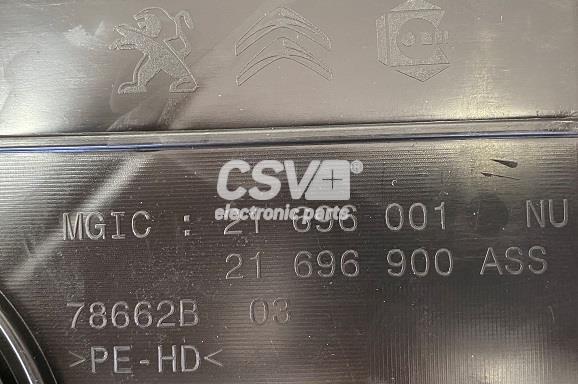 CSV+®
electronic parts
MGIC : 21 696 001 NU
21 696 900 ASS
78662B 03
>PE-HD<